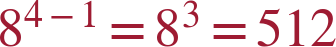 8^{4 − 1} = 8^3 = 512